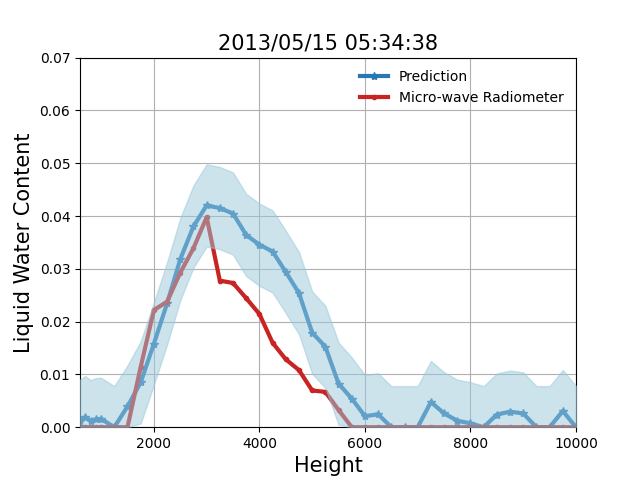 2013/05/15 05:34:38
Prediction
Micro-wave Radiometer
Liquid Water Content
0.07
0.06
0.05
0.04
0.03
0.02
0.01
0.00
2000 4000 6000 8000 10000
Height